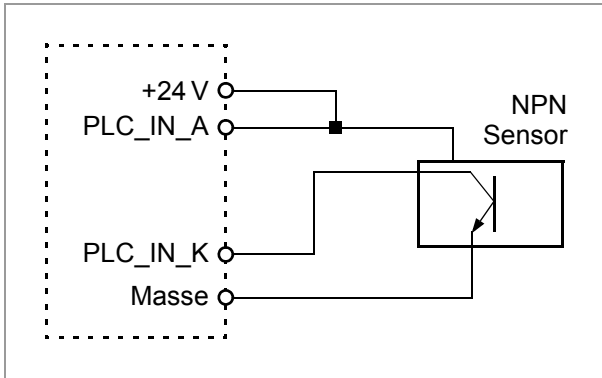 +24 V
PLC_IN_A
NPN
Sensor
PLC_IN_K
Masse